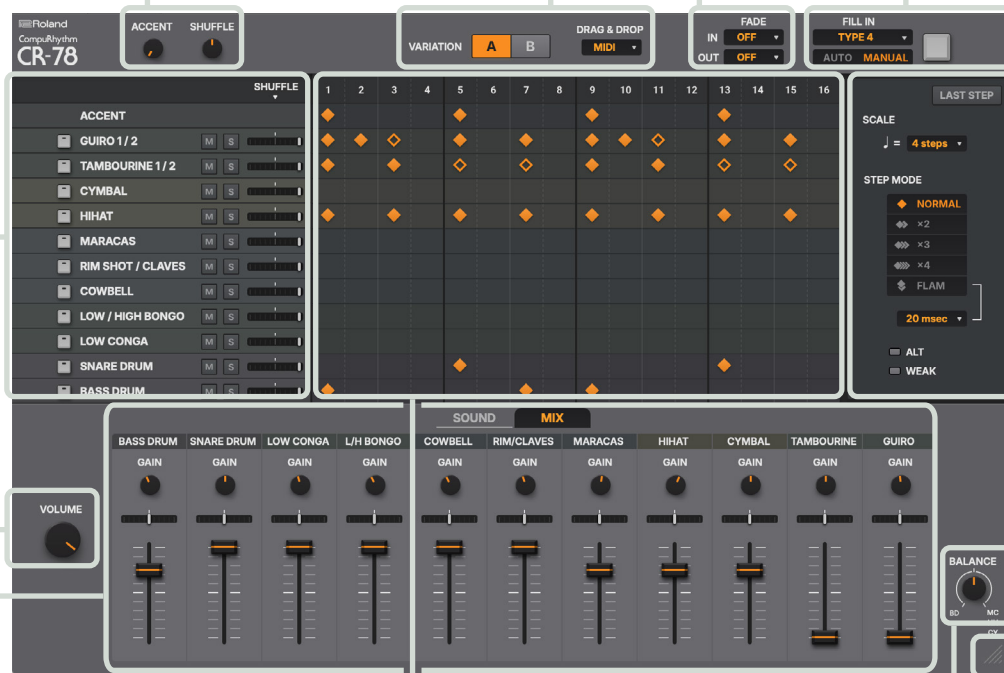 Roland
CompuRhythm
CR-78
ACCENT SHUFFLE
VARIATION A B
DRAG & DROP
MIDI
FADE
IN OFF
OUT OFF
FILL IN
TYPE 4
AUTO MANUAL
SHUFFLE
1 2 3 4 5 6 7 8 9 10 11 12 13 14 15 16
ACCENT
GUIRO 1 / 2 M S
TAMBOURINE 1 / 2 M S
CYMBAL M S
HIHAT M S
MARACAS M S
RIM SHOT / CLAVES M S
COWBELL M S
LOW / HIGH BONGO M S
LOW CONGA M S
SNARE DRUM M S
BASS DRUM M S
LAST STEP
SCALE
♩ = 4 steps
STEP MODE
NORMAL
×2
×3
×4
FLAM
20 msec
ALT
WEAK
SOUND MIX
BASS DRUM SNARE DRUM LOW CONGA L/H BONGO COWBELL RIM/CLAVES MARACAS HIHAT CYMBAL TAMBOURINE GUIRO
GAIN GAIN GAIN GAIN GAIN GAIN GAIN GAIN GAIN GAIN GAIN
VOLUME
BALANCE
BD MC
CY